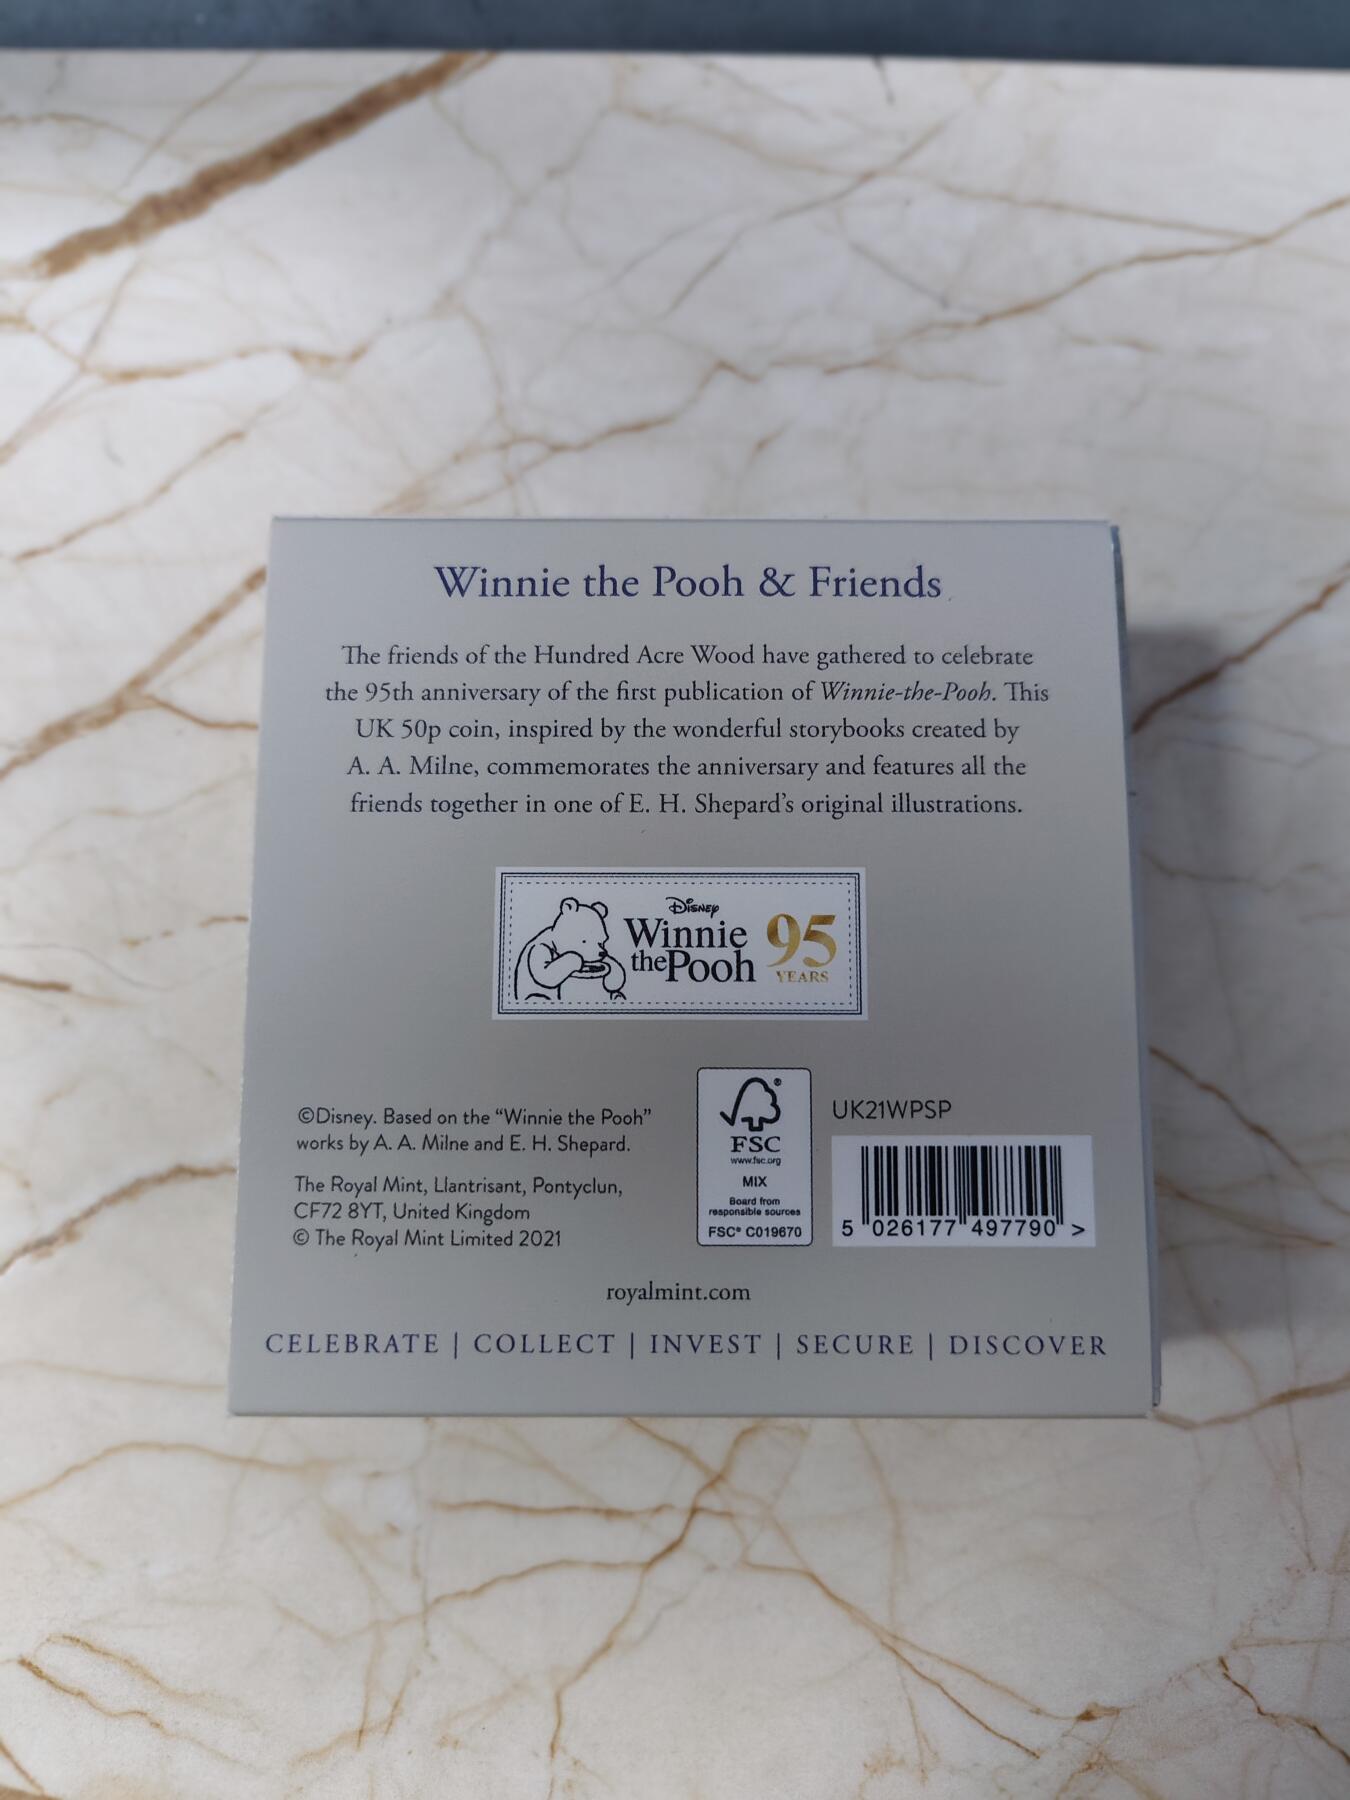 Winnie the Pooh & Friends
The friends of the Hundred Acre Wood have gathered to celebrate
the 95th anniversary of the first publication of Winnie-the-Pooh. This
UK 50p coin, inspired by the wonderful storybooks created by
A. A. Milne, commemorates the anniversary and features all the
friends together in one of E. H. Shepard's original illustrations.
Disney
Winnie
the Pooh
95
YEARS
©Disney. Based on the “Winnie the Pooh”
works by A. A. Milne and E. H. Shepard.
The Royal Mint, Llantrisant, Pontyclun,
CF72 8YT, United Kingdom
© The Royal Mint Limited 2021
®
FSC
www.fsc.org
MIX
Board from
responsible sources
FSC® C019670
UK21WPSP
5 026177 497790 >
royalmint.com
CELEBRATE | COLLECT | INVEST | SECURE | DISCOVER